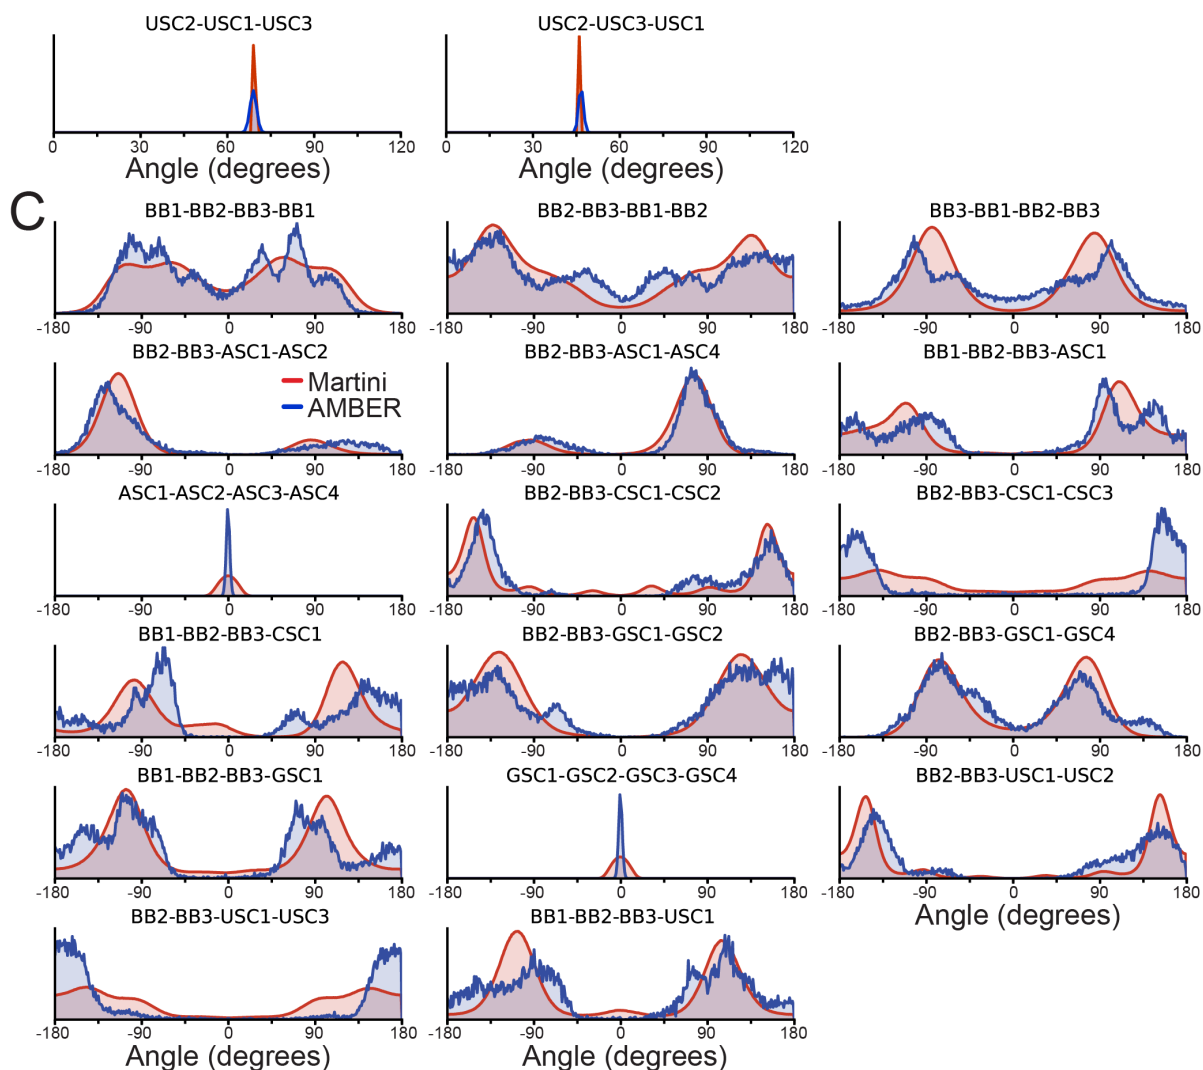 USC2-USC1-USC3 USC2-USC3-USC1
0 30 60 90 120 0 30 60 90 120
Angle (degrees) Angle (degrees)
C
BB1-BB2-BB3-BB1 BB2-BB3-BB1-BB2 BB3-BB1-BB2-BB3
-180 -90 0 90 180 -180 -90 0 90 180 -180 -90 0 90 180
BB2-BB3-ASC1-ASC2 BB2-BB3-ASC1-ASC4 BB1-BB2-BB3-ASC1
Martini
AMBER
-180 -90 0 90 180 -180 -90 0 90 180 -180 -90 0 90 180
ASC1-ASC2-ASC3-ASC4 BB2-BB3-CSC1-CSC2 BB2-BB3-CSC1-CSC3
-180 -90 0 90 180 -180 -90 0 90 180 -180 -90 0 90 180
BB1-BB2-BB3-CSC1 BB2-BB3-GSC1-GSC2 BB2-BB3-GSC1-GSC4
-180 -90 0 90 180 -180 -90 0 90 180 -180 -90 0 90 180
BB1-BB2-BB3-GSC1 GSC1-GSC2-GSC3-GSC4 BB2-BB3-USC1-USC2
-180 -90 0 90 180 -180 -90 0 90 180 -180 -90 0 90 180
Angle (degrees)
BB2-BB3-USC1-USC3 BB1-BB2-BB3-USC1
-180 -90 0 90 180 -180 -90 0 90 180
Angle (degrees) Angle (degrees)